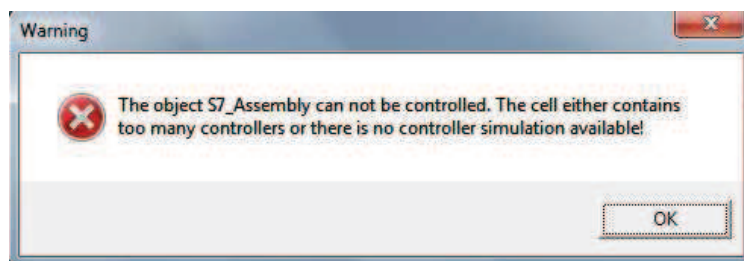 Warning
The object S7_Assembly can not be controlled. The cell either contains
too many controllers or there is no controller simulation available!
OK